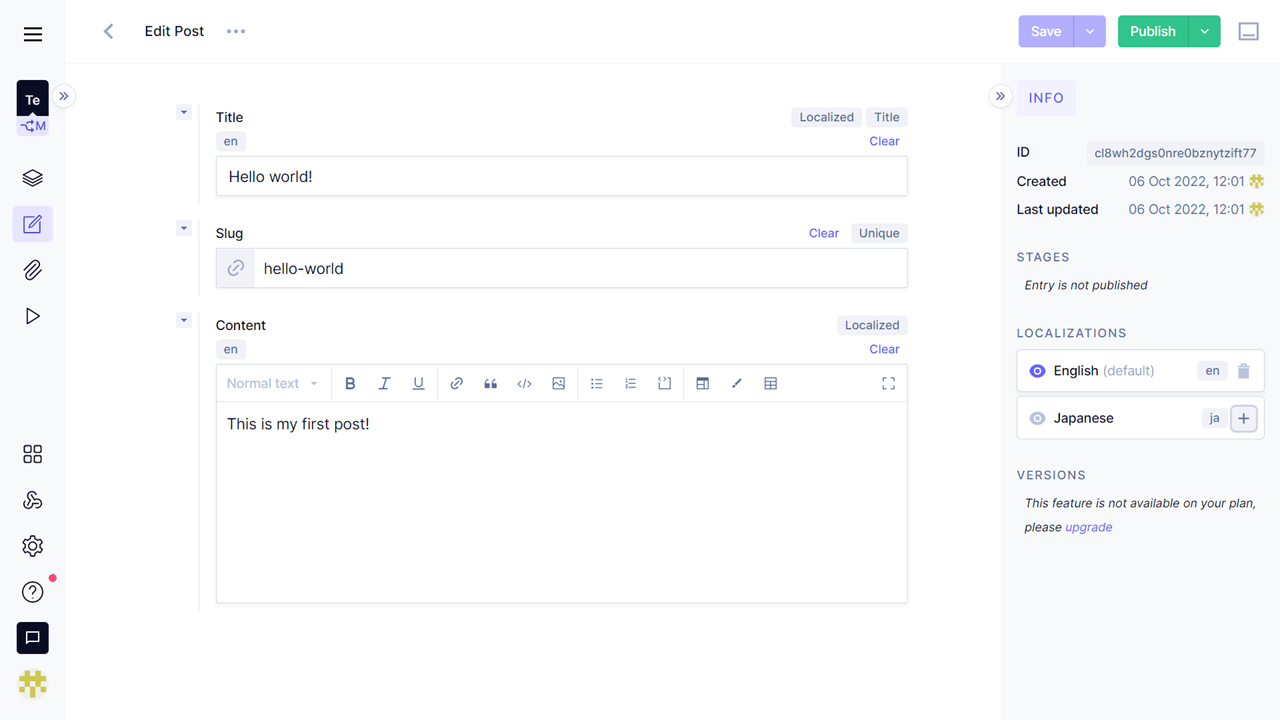 Edit Post
Save
Publish
Te
M
Title
Localized
Title
en
Clear
Hello world!
Slug
Clear
Unique
hello-world
Content
Localized
en
Clear
Normal text
B
I
U
This is my first post!
INFO
ID
cl8wh2dgs0nre0bznytzift77
Created
06 Oct 2022, 12:01
Last updated
06 Oct 2022, 12:01
STAGES
Entry is not published
LOCALIZATIONS
English (default)
en
Japanese
ja
VERSIONS
This feature is not available on your plan,
please upgrade